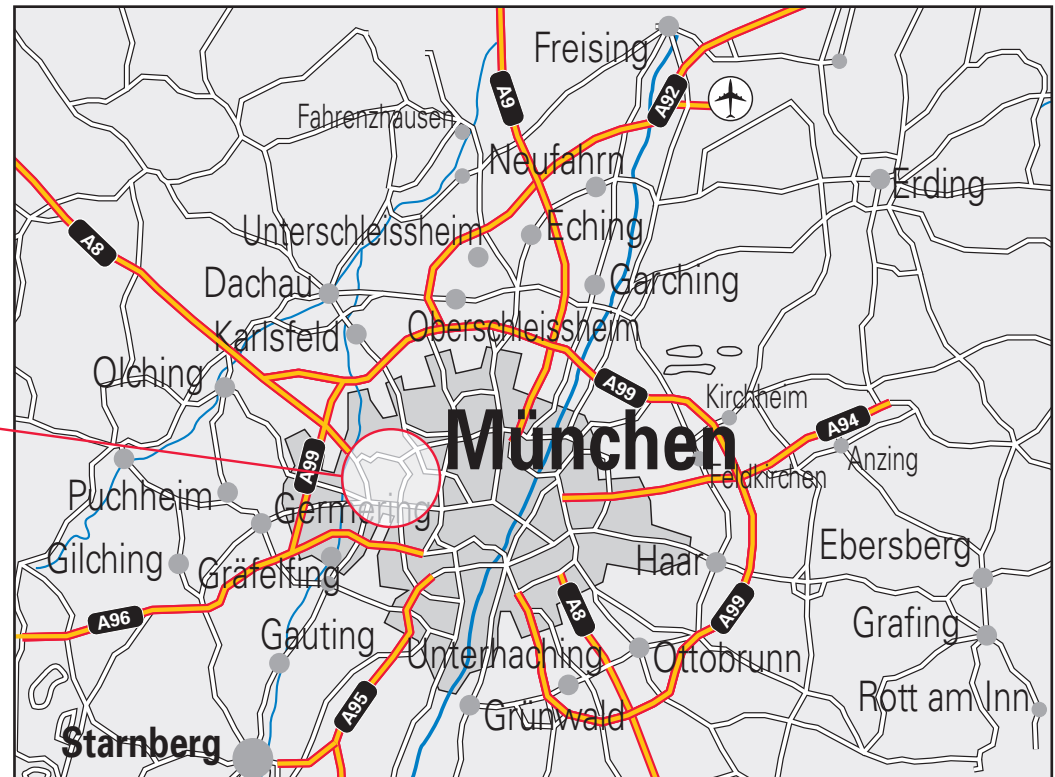 Freising
A9
A92
Fahrenzhausen
Neufahrn
Erding
A8
Unterschleissheim
Eching
Dachau
Garching
Karlsfeld
Oberschleissheim
Olching
A99
Kirchheim
München
A94
A99
Feldkirchen
Anzing
Puchheim
Germering
Gilching
Gräfelfing
Haar
Ebersberg
A96
A8
A99
Grafing
Gauting
Unterhaching
Ottobrunn
A95
Grünwald
Rott am Inn
Starnberg